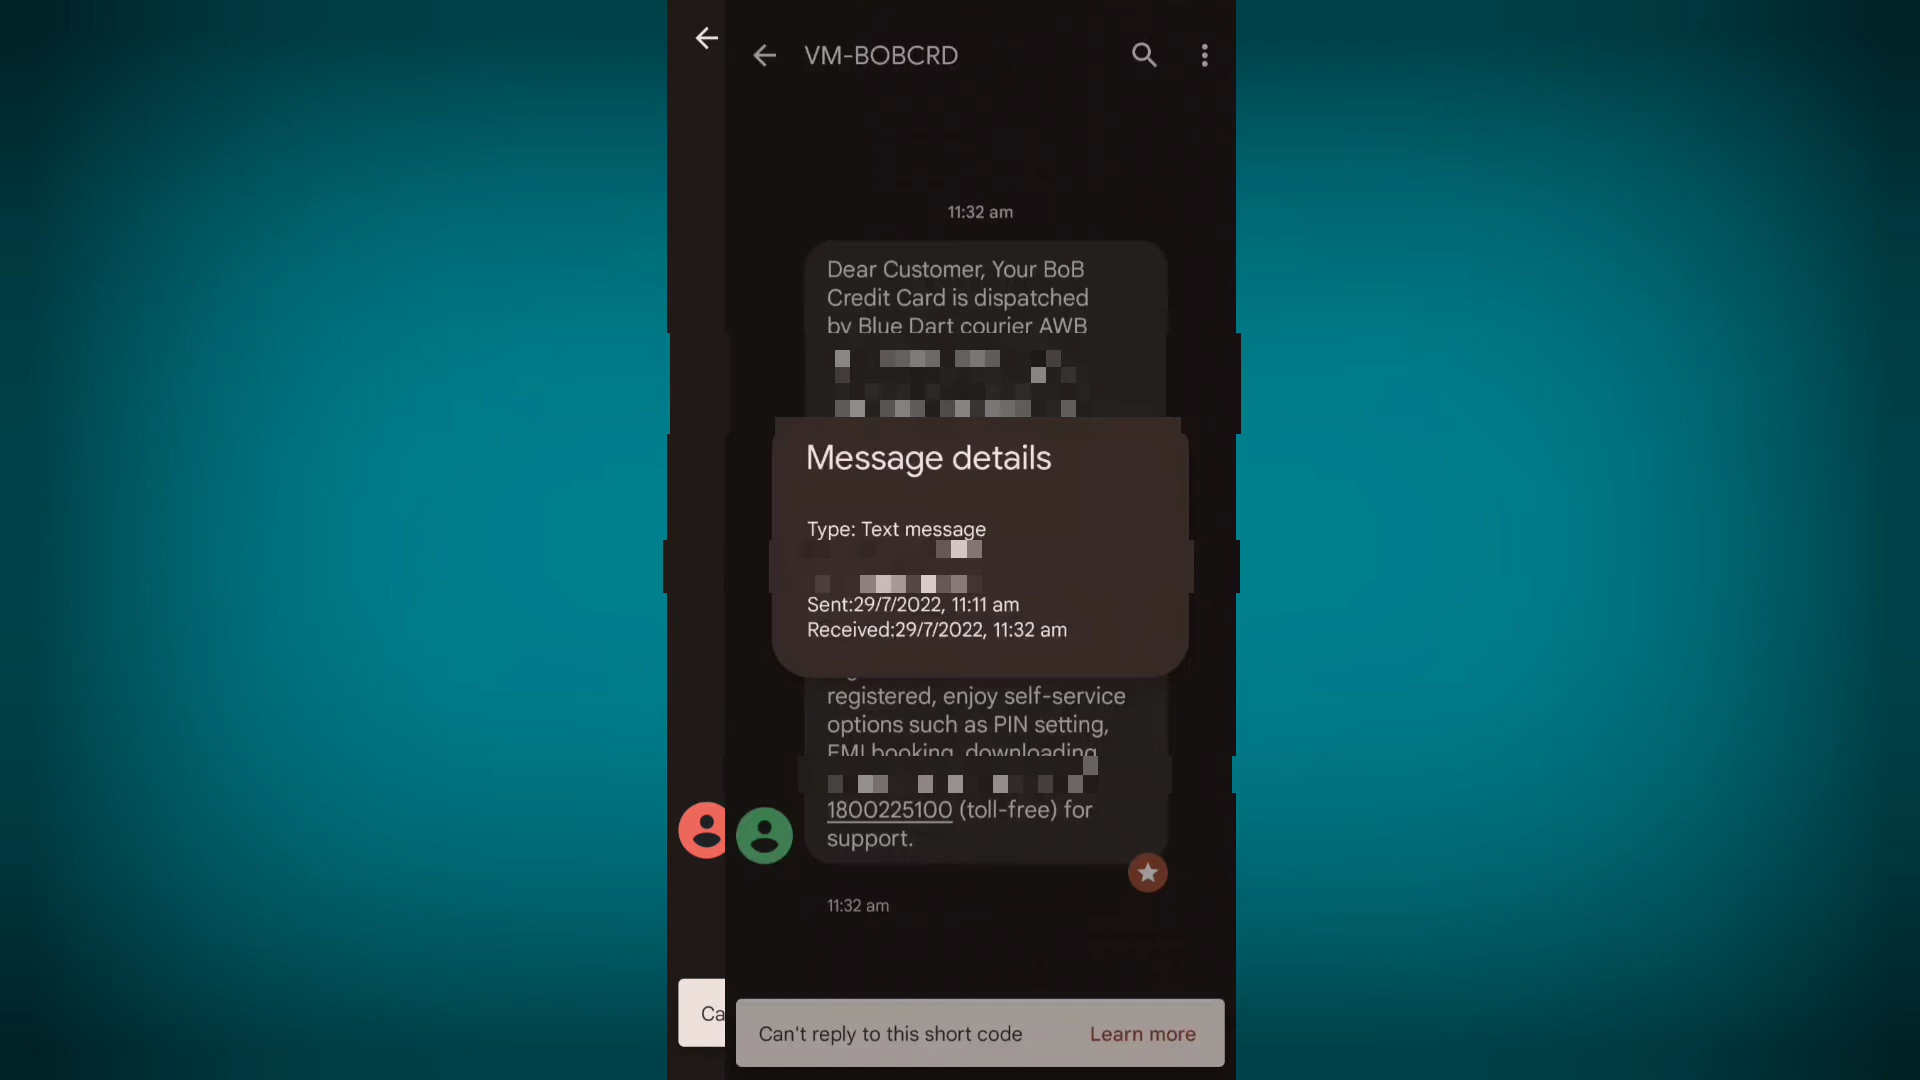 VM-BOBCRD
11:32 am
Dear Customer, Your BoB
Credit Card is dispatched
by Blue Dart courier AWB
Message details
Type: Text message
Sent:29/7/2022, 11:11 am
Received:29/7/2022, 11:32 am
registered, enjoy self-service
options such as PIN setting,
EMI booking, downloading
1800225100 (toll-free) for
support.
11:32 am
Ca
Can't reply to this short code
Learn more